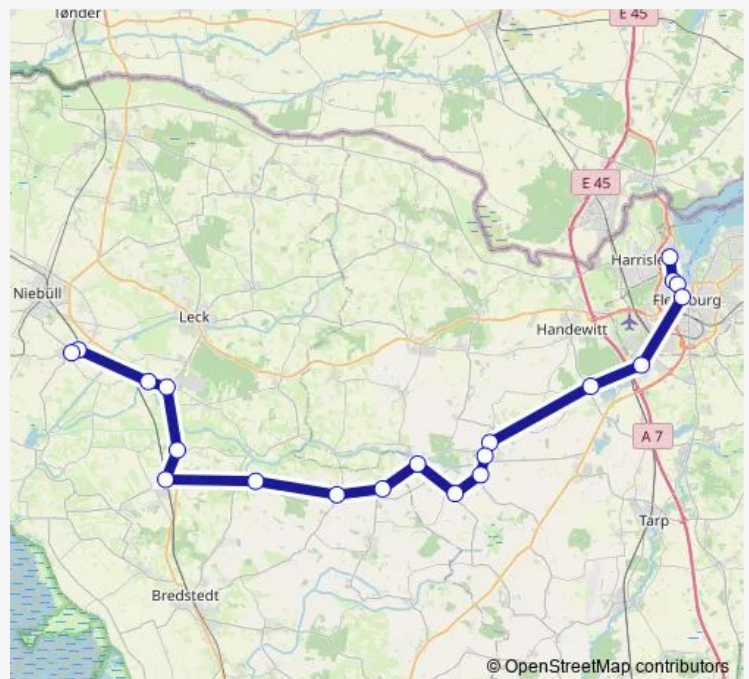 Tønder
E 45
E 45
Harrislee
Niebüll
Flensburg
Leck
Handewitt
A 7
Tarp
Bredstedt
© OpenStreetMap contributors